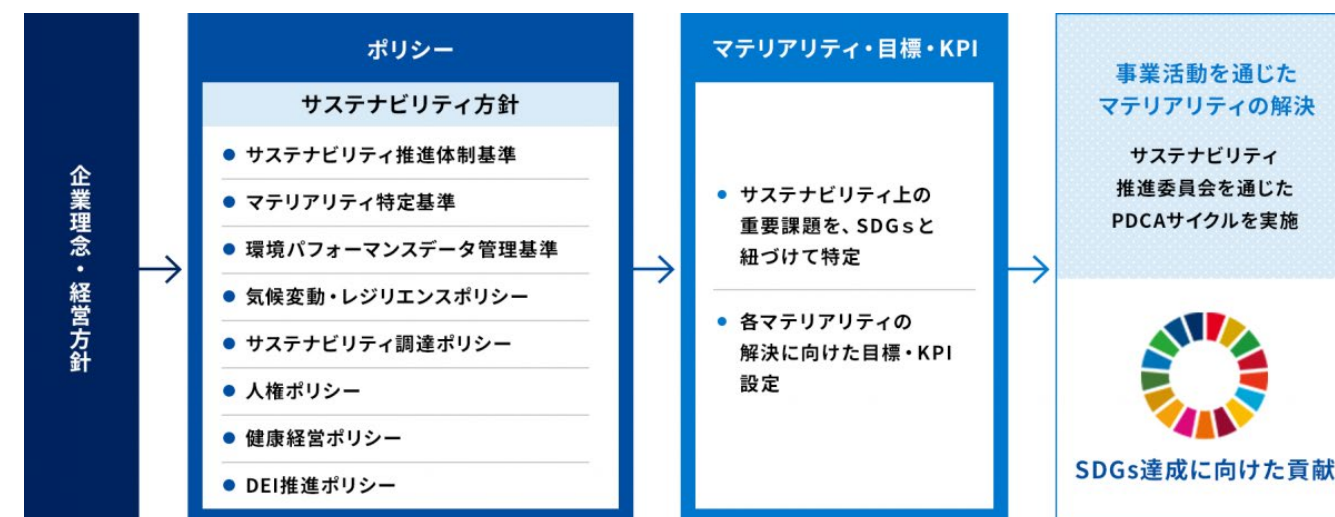 企業理念・経営方針
ポリシー
サステナビリティ方針
サステナビリティ推進体制基準
マテリアリティ特定基準
環境パフォーマンスデータ管理基準
気候変動・レジリエンスポリシー
サステナビリティ調達ポリシー
人権ポリシー
健康経営ポリシー
DEI推進ポリシー
マテリアリティ・目標・KPI
サステナビリティ上の
重要課題を、SDGsと
紐づけて特定
各マテリアリティの
解決に向けた目標・KPI
設定
事業活動を通じた
マテリアリティの解決
サステナビリティ
推進委員会を通じた
PDCAサイクルを実施
SDGs達成に向けた貢献